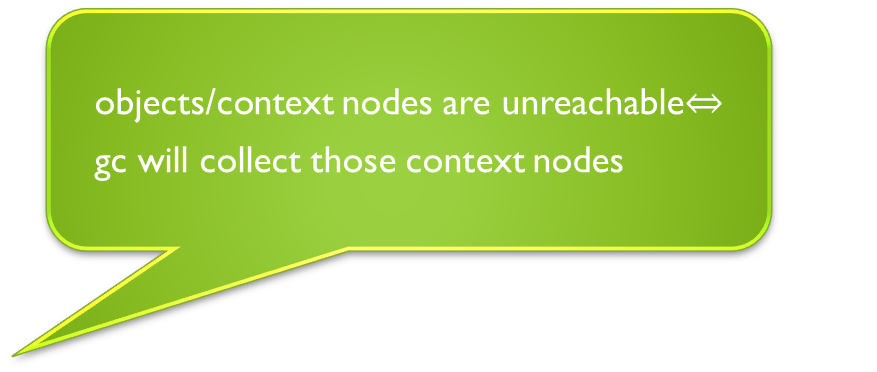 objects/context nodes are unreachable⇔
gc will collect those context nodes